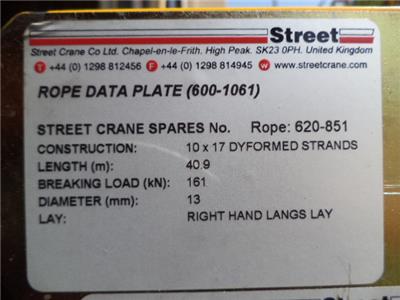 Street
Street Crane Co Ltd. Chapel-en-le-Frith. High Peak. SK23 0PH. United Kingdom
T +44 (0) 1298 812456 F +44 (0) 1298 814945 W www.streetcrane.com
ROPE DATA PLATE (600-1061)
STREET CRANE SPARES No. Rope: 620-851
CONSTRUCTION: 10 x 17 DYFORMED STRANDS
LENGTH (m): 40.9
BREAKING LOAD (kN): 161
DIAMETER (mm): 13
LAY: RIGHT HAND LANGS LAY